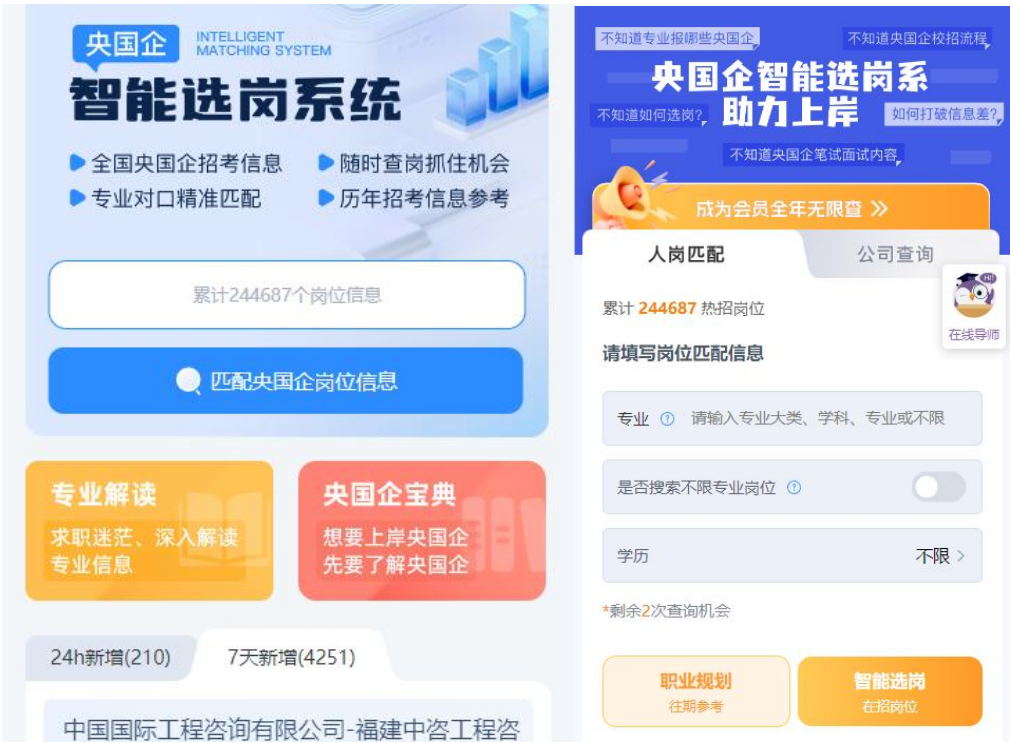 央国企
INTELLIGENT
MATCHING SYSTEM
智能选岗系统
全国央国企招考信息
随时查岗抓住机会
专业对口精准匹配
历年招考信息参考
累计244687个岗位信息
匹配央国企岗位信息
专业解读
求职迷茫、深入解读
专业信息
央国企宝典
想要上岸央国企
先要了解央国企
24h新增(210)
7天新增(4251)
中国国际工程咨询有限公司-福建中咨工程咨
不知道专业报哪些央国企
不知道央国企校招流程
央国企智能选岗系
不知道如何选岗?
助力上岸
如何打破信息差?
不知道央国企笔试面试内容
成为会员全年无限查
人岗匹配
公司查询
Hi!
在线导师
累计 244687 热招岗位
请填写岗位匹配信息
专业 ? 请输入专业大类、学科、专业或不限
是否搜索不限专业岗位 ?
学历 不限 >
*剩余2次查询机会
职业规划
往期参考
智能选岗
在招岗位